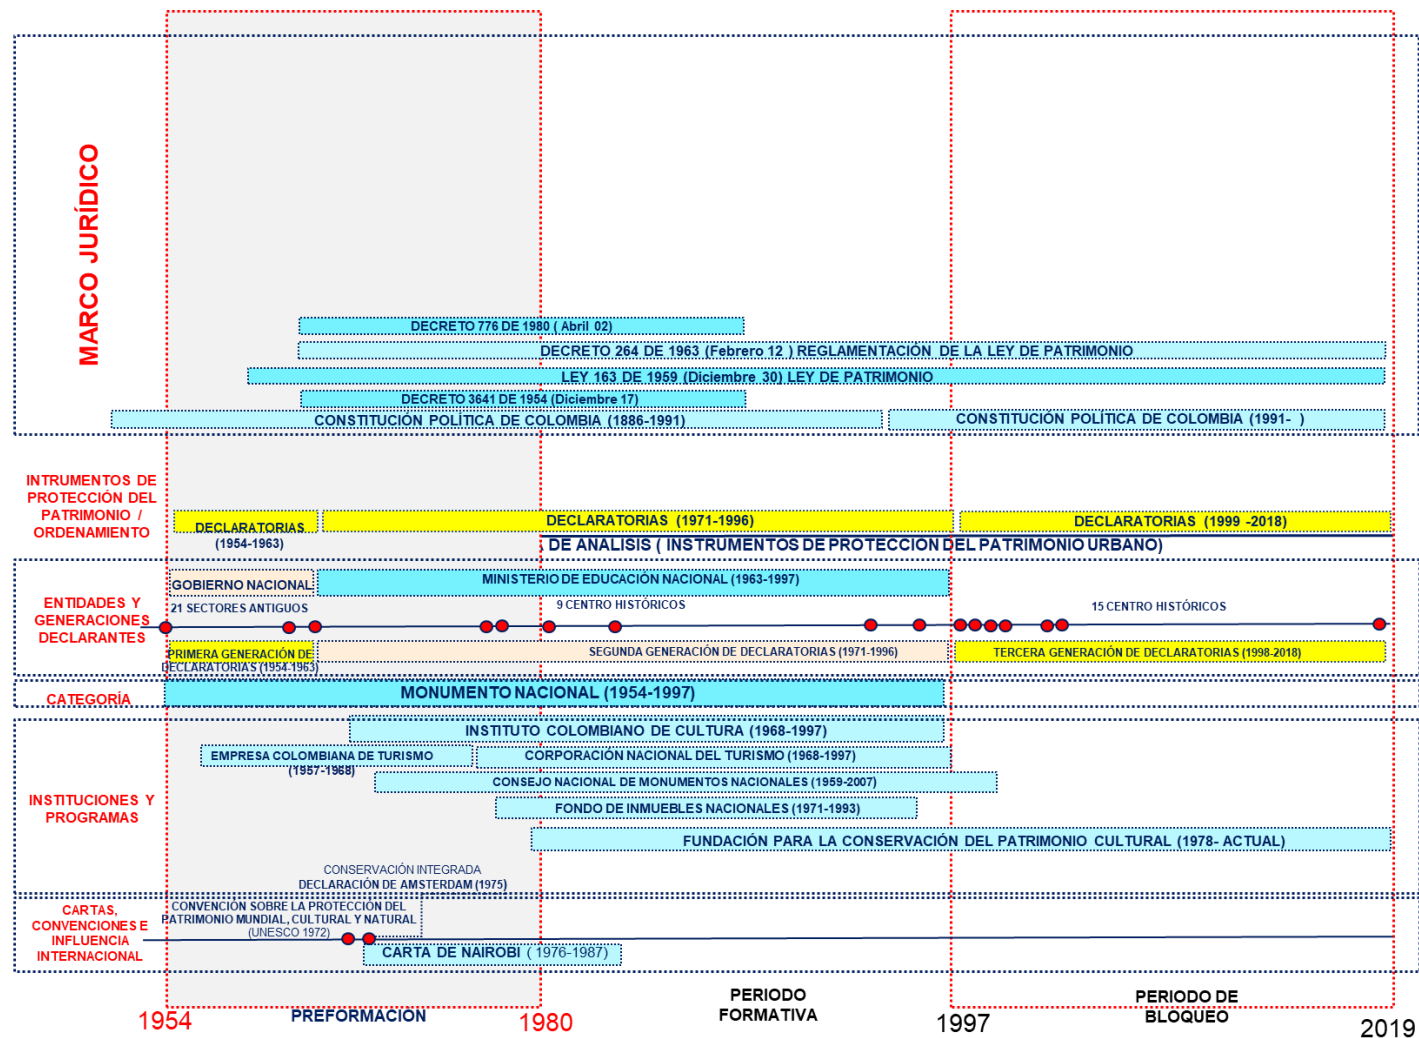 MARCO JURÍDICO
DECRETO 776 DE 1980 ( Abril 02)
DECRETO 264 DE 1963 (Febrero 12 ) REGLAMENTACIÓN DE LA LEY DE PATRIMONIO
LEY 163 DE 1959 (Diciembre 30) LEY DE PATRIMONIO
DECRETO 3641 DE 1954 (Diciembre 17)
CONSTITUCIÓN POLÍTICA DE COLOMBIA (1886-1991)
CONSTITUCIÓN POLÍTICA DE COLOMBIA (1991- )
INTRUMENTOS DE
PROTECCIÓN DEL
PATRIMONIO /
ORDENAMIENTO
DECLARATORIAS
(1954-1963)
DECLARATORIAS (1971-1996)
DECLARATORIAS (1999 -2018)
DE ANÁLISIS ( INSTRUMENTOS DE PROTECCIÓN DEL PATRIMONIO URBANO)
ENTIDADES Y
GENERACIONES
DECLARANTES
GOBIERNO NACIONAL
MINISTERIO DE EDUCACIÓN NACIONAL (1963-1997)
21 SECTORES ANTIGUOS
9 CENTRO HISTÓRICOS
15 CENTRO HISTÓRICOS
PRIMERA GENERACIÓN DE
DECLARATORIAS (1954-1963)
SEGUNDA GENERACIÓN DE DECLARATORIAS (1971-1996)
TERCERA GENERACIÓN DE DECLARATORIAS (1998-2018)
CATEGORÍA
MONUMENTO NACIONAL (1954-1997)
INSTITUCIONES Y
PROGRAMAS
INSTITUTO COLOMBIANO DE CULTURA (1968-1997)
EMPRESA COLOMBIANA DE TURISMO
(1957-1968)
CORPORACIÓN NACIONAL DEL TURISMO (1968-1997)
CONSEJO NACIONAL DE MONUMENTOS NACIONALES (1959-2007)
FONDO DE INMUEBLES NACIONALES (1971-1993)
FUNDACIÓN PARA LA CONSERVACIÓN DEL PATRIMONIO CULTURAL (1978- ACTUAL)
CONSERVACIÓN INTEGRADA
DECLARACIÓN DE AMSTERDAM (1975)
CARTAS,
CONVENCIONES E
INFLUENCIA
INTERNACIONAL
CONVENCIÓN SOBRE LA PROTECCIÓN DEL
PATRIMONIO MUNDIAL, CULTURAL Y NATURAL
(UNESCO 1972)
CARTA DE NAIROBI ( 1976-1987)
1954
PREFORMACIÓN
1980
PERIODO
FORMATIVA
1997
PERIODO DE
BLOQUEO
2019